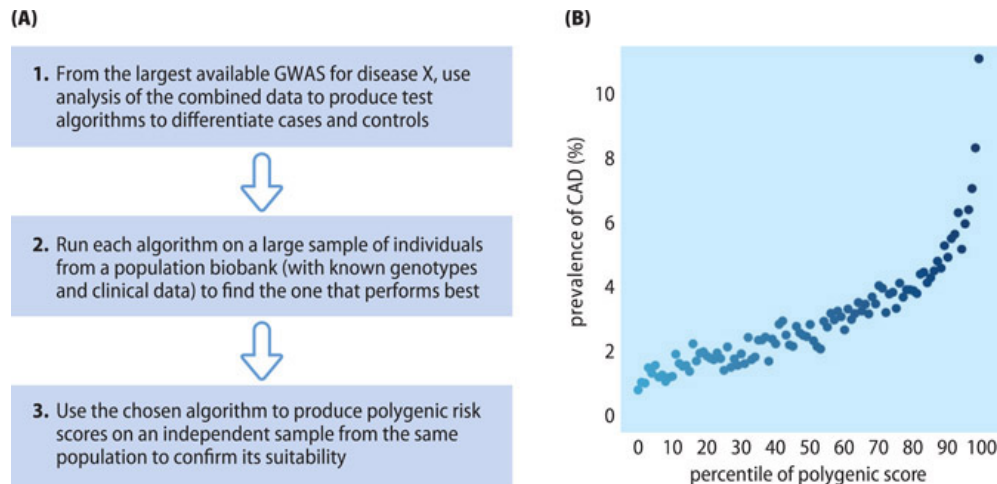 (A)
1. From the largest available GWAS for disease X, use
analysis of the combined data to produce test
algorithms to differentiate cases and controls
2. Run each algorithm on a large sample of individuals
from a population biobank (with known genotypes
and clinical data) to find the one that performs best
3. Use the chosen algorithm to produce polygenic risk
scores on an independent sample from the same
population to confirm its suitability
(B)
prevalence of CAD (%)
10
8
6
4
2
0
0 10 20 30 40 50 60 70 80 90 100
percentile of polygenic score